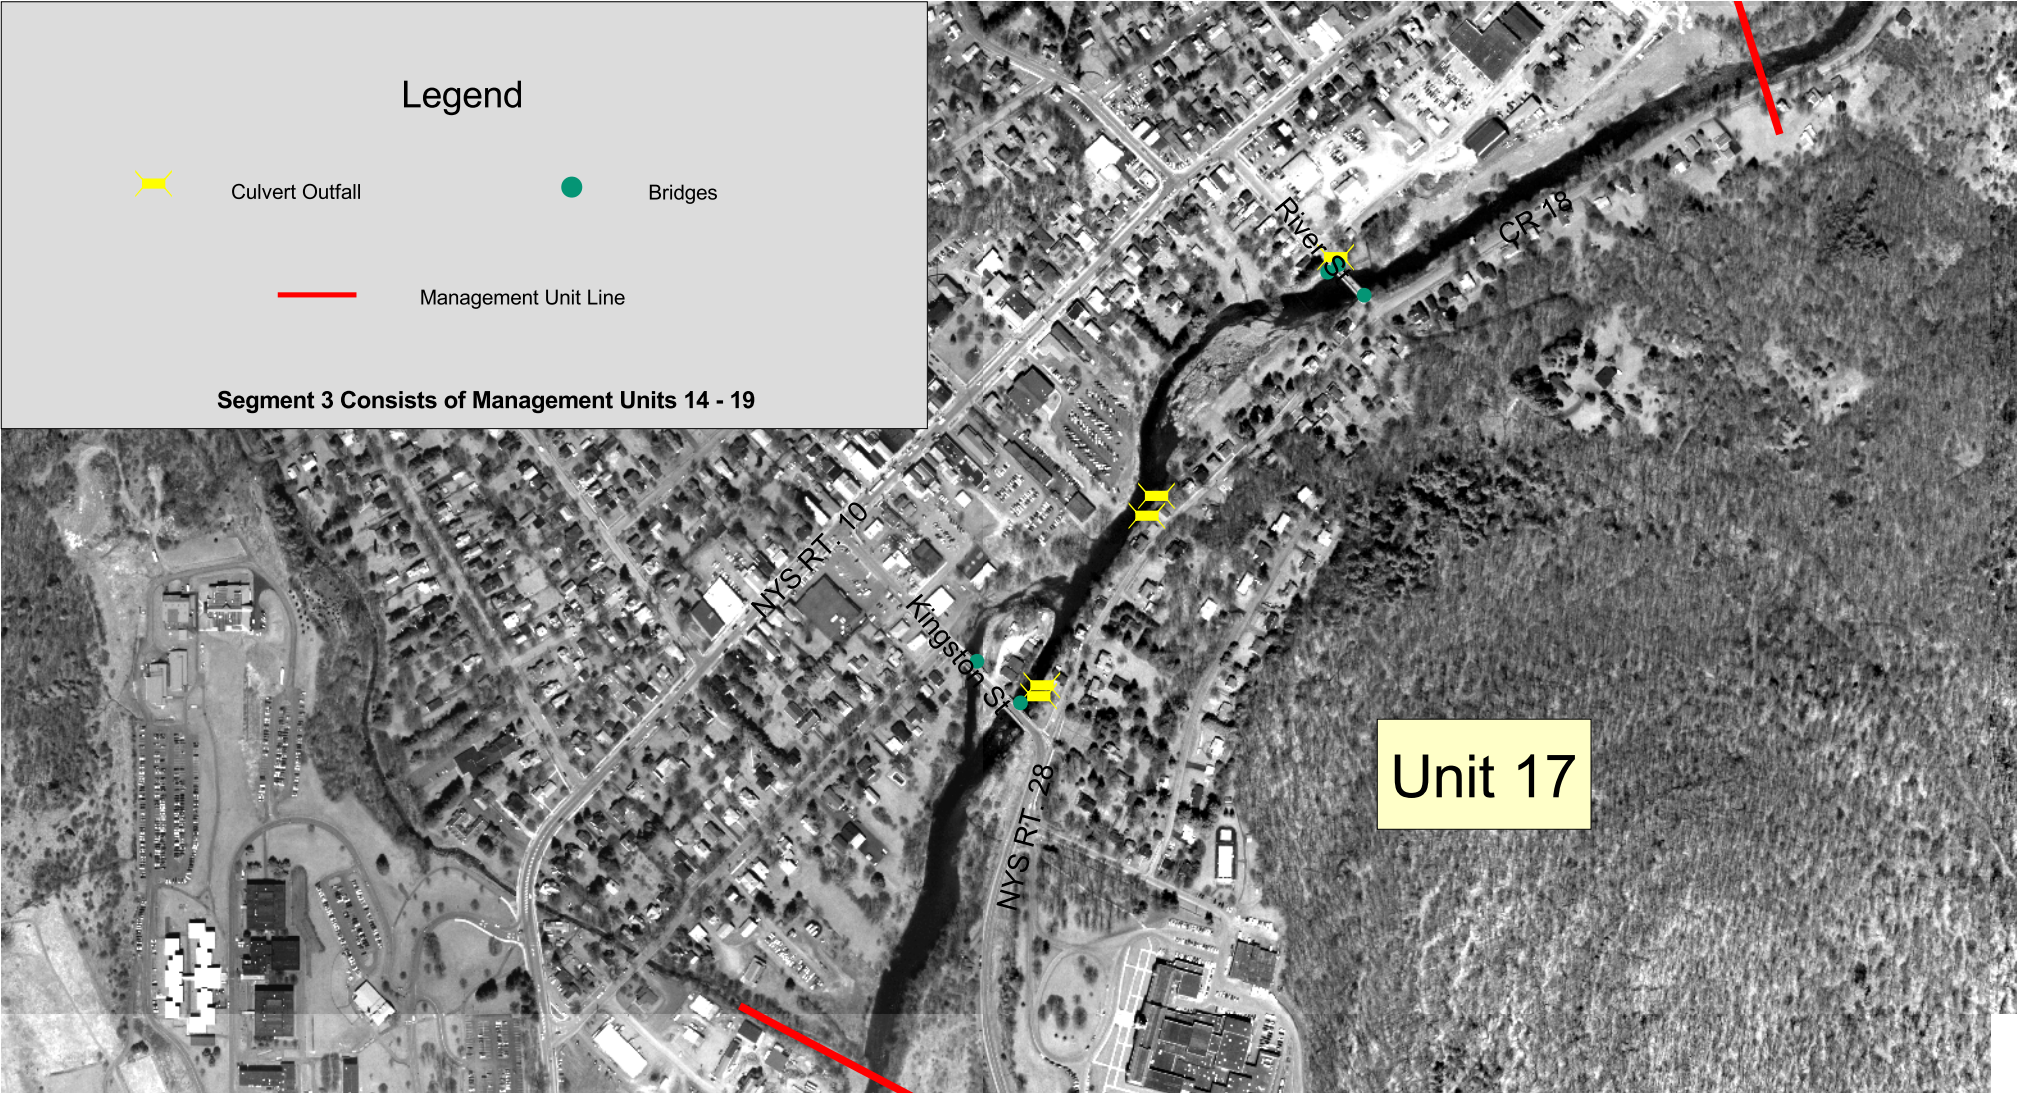 Legend
Culvert Outfall
Bridges
Management Unit Line
Segment 3 Consists of Management Units 14 - 19
River S
CR 18
NYS RT. 10
Kingston St
NYS RT. 28
Unit 17